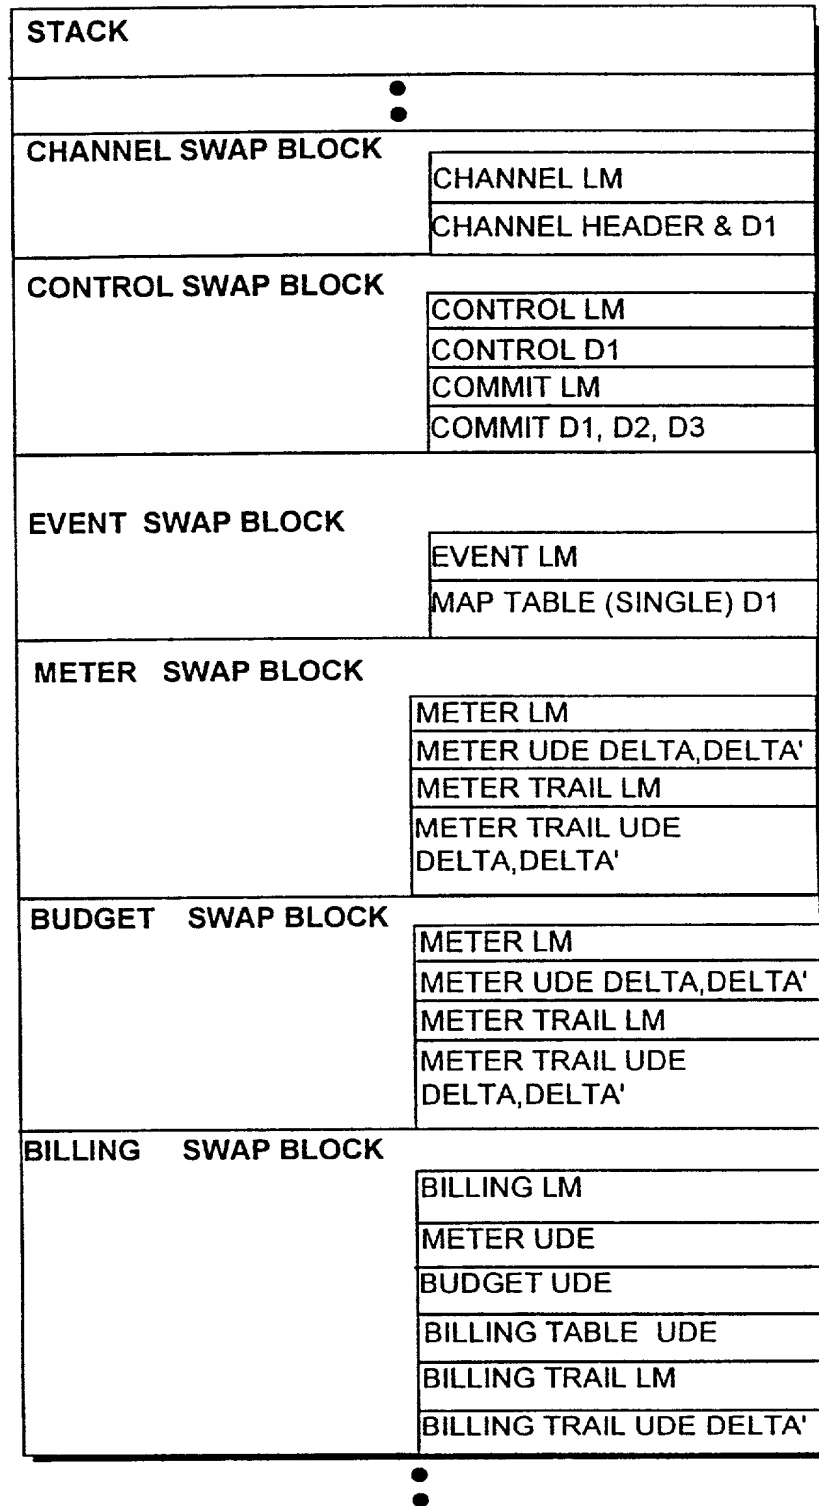 STACK
CHANNEL SWAP BLOCK
CHANNEL LM
CHANNEL HEADER & D1
CONTROL SWAP BLOCK
CONTROL LM
CONTROL D1
COMMIT LM
COMMIT D1, D2, D3
EVENT SWAP BLOCK
EVENT LM
MAP TABLE (SINGLE) D1
METER SWAP BLOCK
METER LM
METER UDE DELTA,DELTA'
METER TRAIL LM
METER TRAIL UDE
DELTA,DELTA'
BUDGET SWAP BLOCK
METER LM
METER UDE DELTA,DELTA'
METER TRAIL LM
METER TRAIL UDE
DELTA,DELTA'
BILLING SWAP BLOCK
BILLING LM
METER UDE
BUDGET UDE
BILLING TABLE UDE
BILLING TRAIL LM
BILLING TRAIL UDE DELTA'